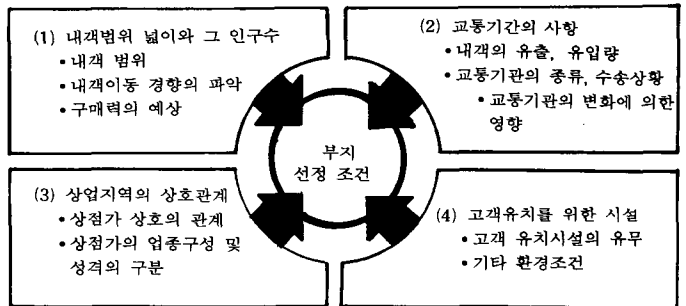 (1) 내객범위 넓이와 그 인구수
• 내객 범위
• 내객이동 경향의 파악
• 구매력의 예상
(2) 교통기간의 사항
• 내객의 유출, 유입량
• 교통기관의 종류, 수송상황
• 교통기관의 변화에 의한
영향
부지
선정 조건
(3) 상업지역의 상호관계
• 상점가 상호의 관계
• 상점가의 업종구성 및
성격의 구분
(4) 고객유치를 위한 시설
• 고객 유치시설의 유무
• 기타 환경조건